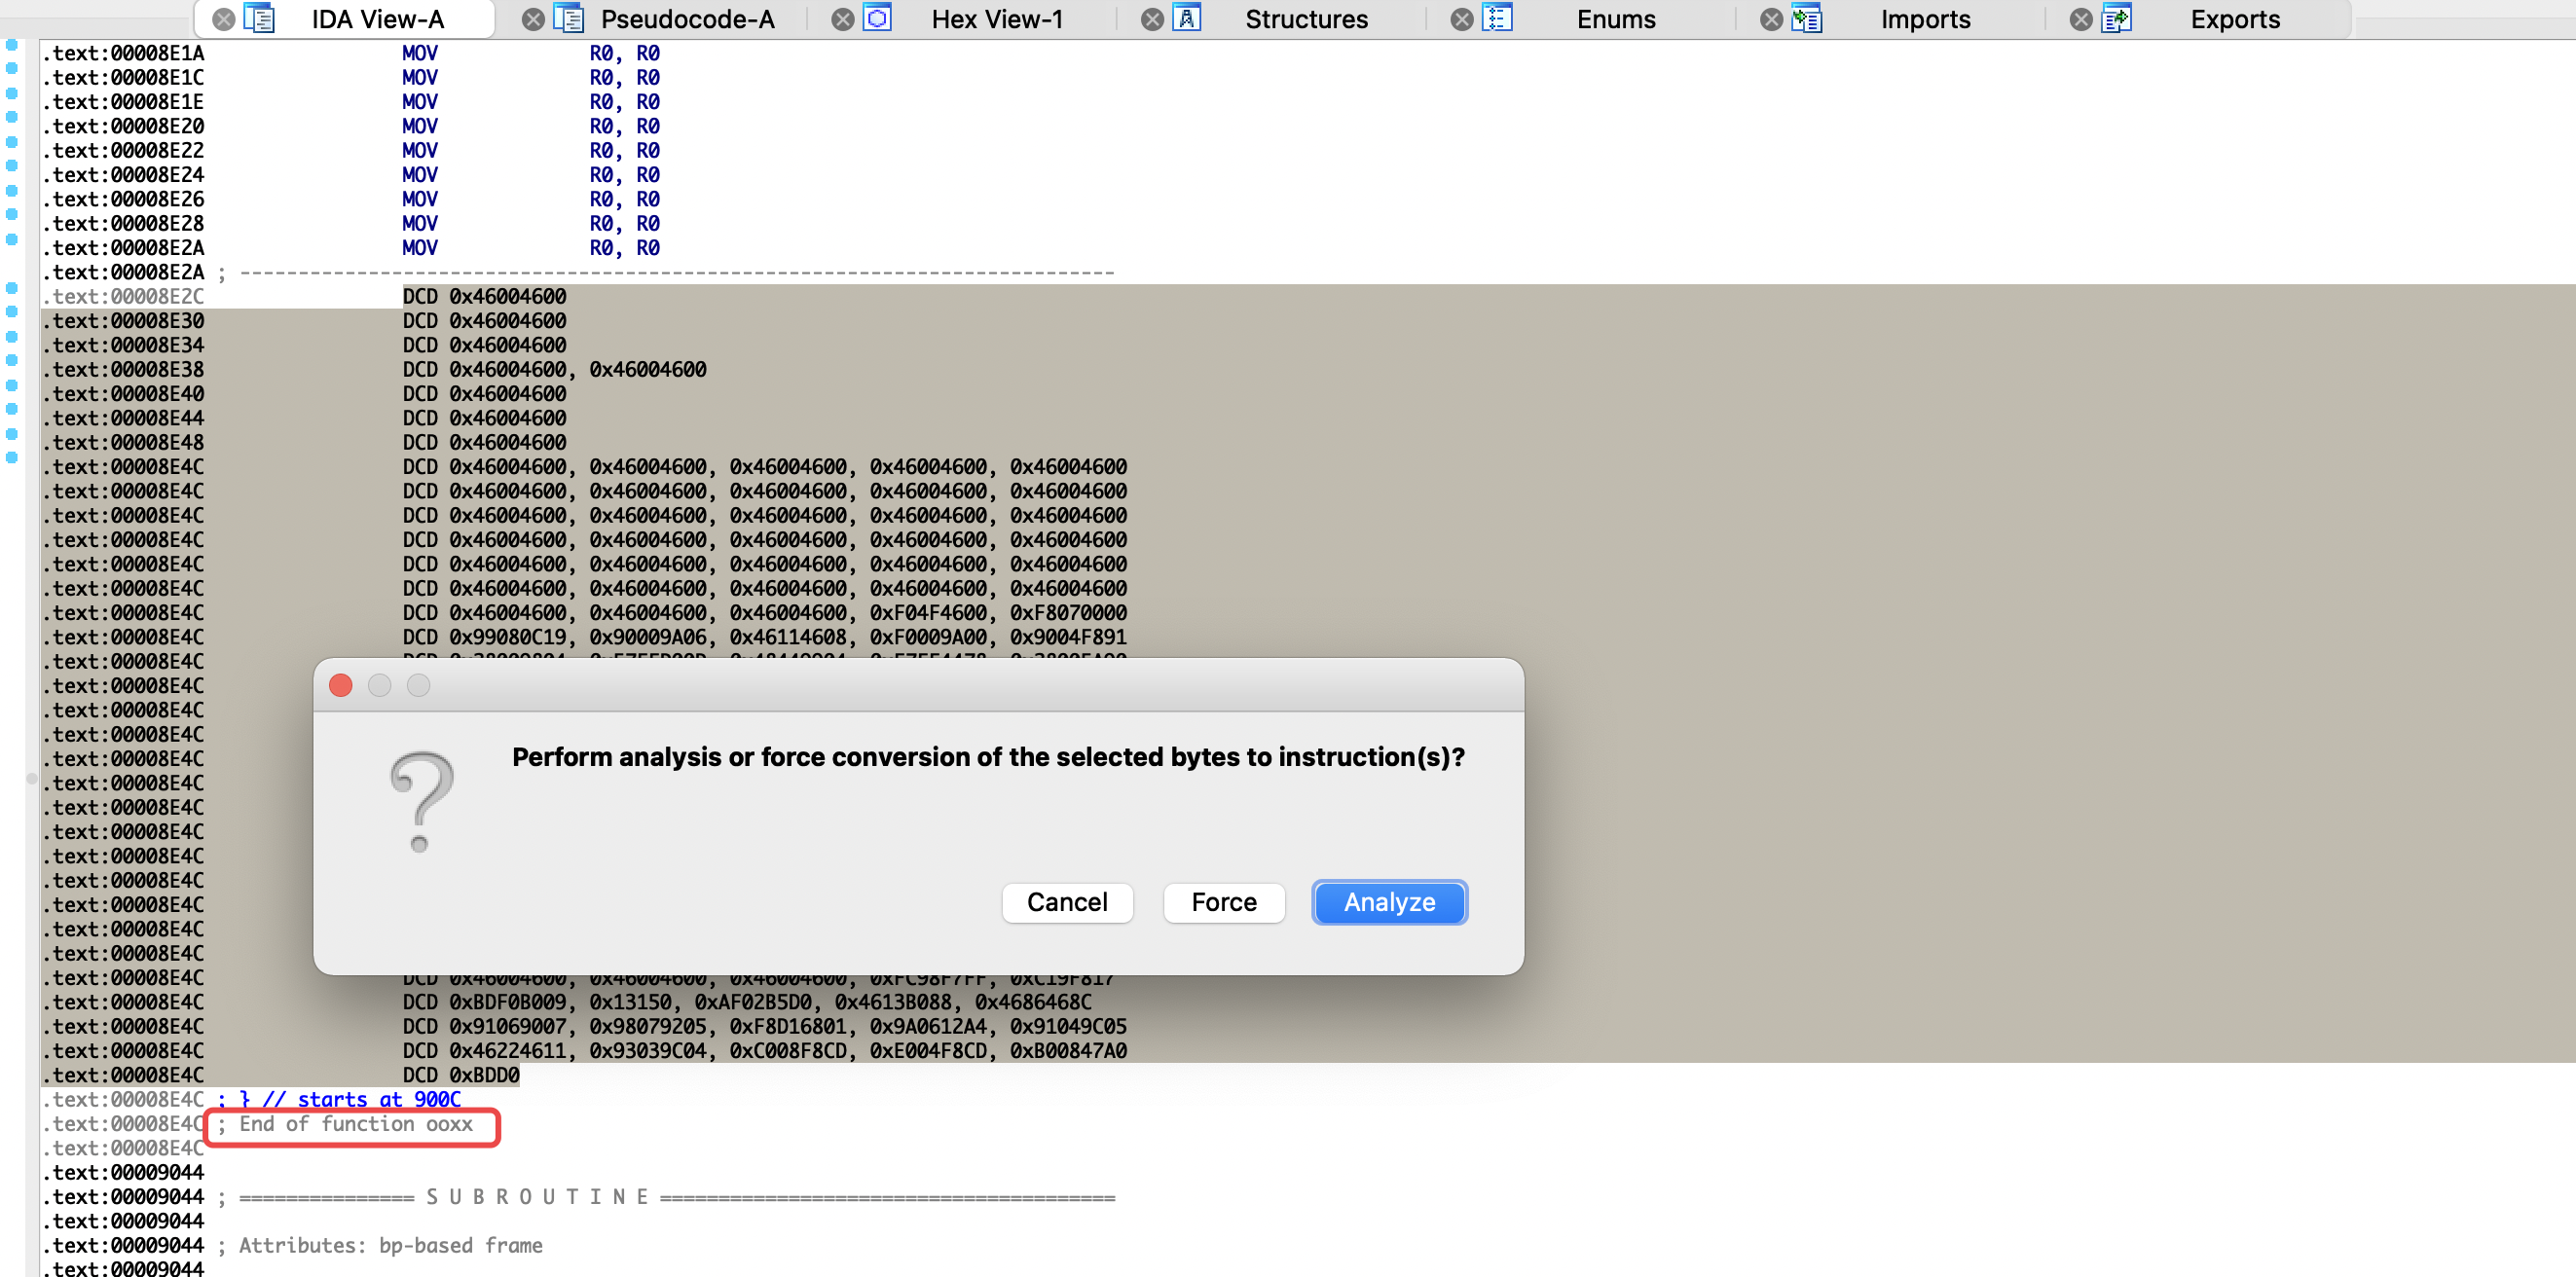 IDA View-A Pseudocode-A Hex View-1 Structures Enums Imports Exports
.text:00008E1A MOV R0, R0
.text:00008E1C MOV R0, R0
.text:00008E1E MOV R0, R0
.text:00008E20 MOV R0, R0
.text:00008E22 MOV R0, R0
.text:00008E24 MOV R0, R0
.text:00008E26 MOV R0, R0
.text:00008E28 MOV R0, R0
.text:00008E2A MOV R0, R0
.text:00008E2A ; ---------------------------------------------------------------------------
.text:00008E2C DCD 0x46004600
.text:00008E30 DCD 0x46004600
.text:00008E34 DCD 0x46004600
.text:00008E38 DCD 0x46004600, 0x46004600
.text:00008E40 DCD 0x46004600
.text:00008E44 DCD 0x46004600
.text:00008E48 DCD 0x46004600
.text:00008E4C DCD 0x46004600, 0x46004600, 0x46004600, 0x46004600, 0x46004600
.text:00008E4C DCD 0x46004600, 0x46004600, 0x46004600, 0x46004600, 0x46004600
.text:00008E4C DCD 0x46004600, 0x46004600, 0x46004600, 0x46004600, 0x46004600
.text:00008E4C DCD 0x46004600, 0x46004600, 0x46004600, 0x46004600, 0x46004600
.text:00008E4C DCD 0x46004600, 0x46004600, 0x46004600, 0x46004600, 0x46004600
.text:00008E4C DCD 0x46004600, 0x46004600, 0x46004600, 0x46004600, 0x46004600
.text:00008E4C DCD 0x46004600, 0x46004600, 0x46004600, 0xF04F4600, 0xF8070000
.text:00008E4C DCD 0x99080C19, 0x90009A06, 0x46114608, 0xF0009A00, 0x9004F891
.text:00008E4C
.text:00008E4C
.text:00008E4C
.text:00008E4C
.text:00008E4C
Perform analysis or force conversion of the selected bytes to instruction(s)?
.text:00008E4C
.text:00008E4C
.text:00008E4C
.text:00008E4C
.text:00008E4C
.text:00008E4C
Cancel Force Analyze
.text:00008E4C
.text:00008E4C
.text:00008E4C DCD 0x46004600, 0x46004600, 0x46004600, 0xFC98F7FF, 0xC19F817
.text:00008E4C DCD 0xBDF0B009, 0x13150, 0xAF02B5D0, 0x4613B088, 0x4686468C
.text:00008E4C DCD 0x91069007, 0x98079205, 0xF8D16801, 0x9A0612A4, 0x91049C05
.text:00008E4C DCD 0x46224611, 0x93039C04, 0xC008F8CD, 0xE004F8CD, 0xB00847A0
.text:00008E4C DCD 0xBDD0
.text:00008E4C ; } // starts at 900C
.text:00008E4C ; End of function ooxx
.text:00008E4C
.text:00009044
.text:00009044 ; =============== S U B R O U T I N E =======================================
.text:00009044
.text:00009044 ; Attributes: bp-based frame
.text:00009044